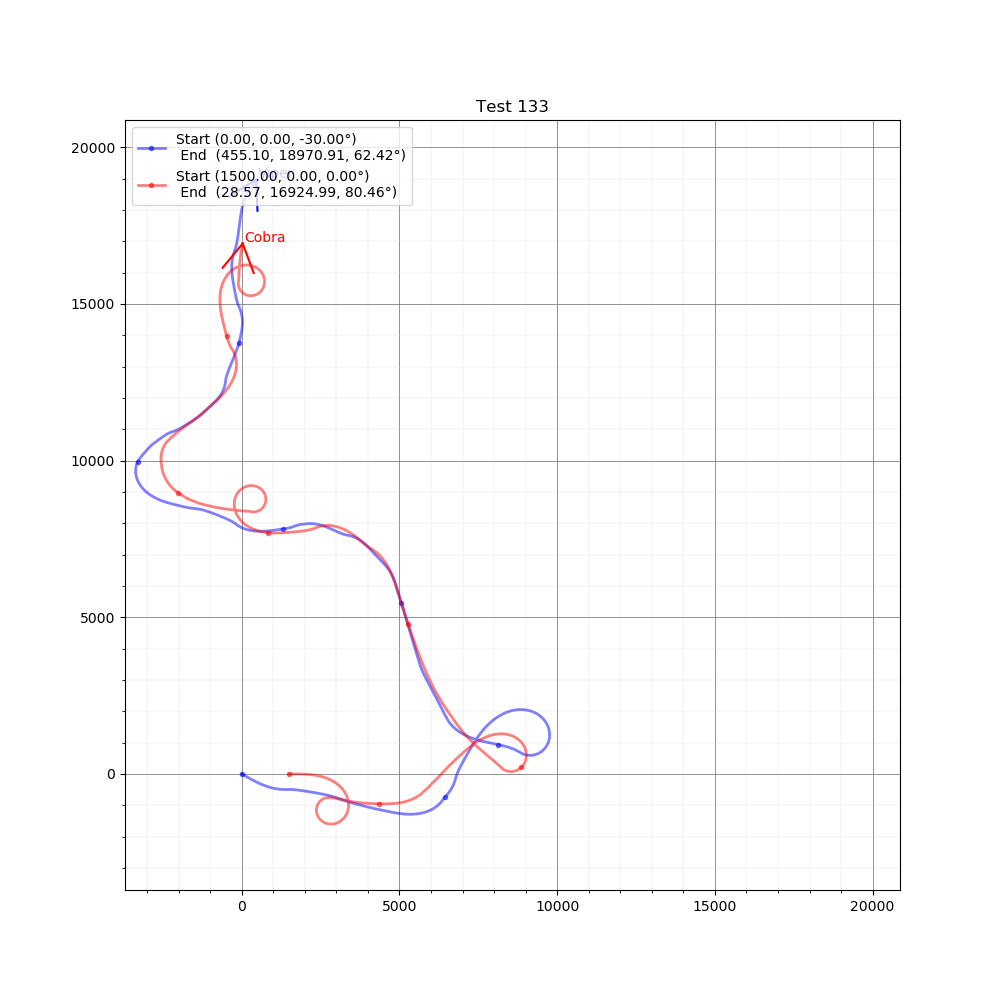 Test 133
Start (0.00, 0.00, -30.00°)
End (455.10, 18970.91, 62.42°)
Start (1500.00, 0.00, 0.00°)
End (28.57, 16924.99, 80.46°)
Cobra
20000
15000
10000
5000
0
0
5000
10000
15000
20000